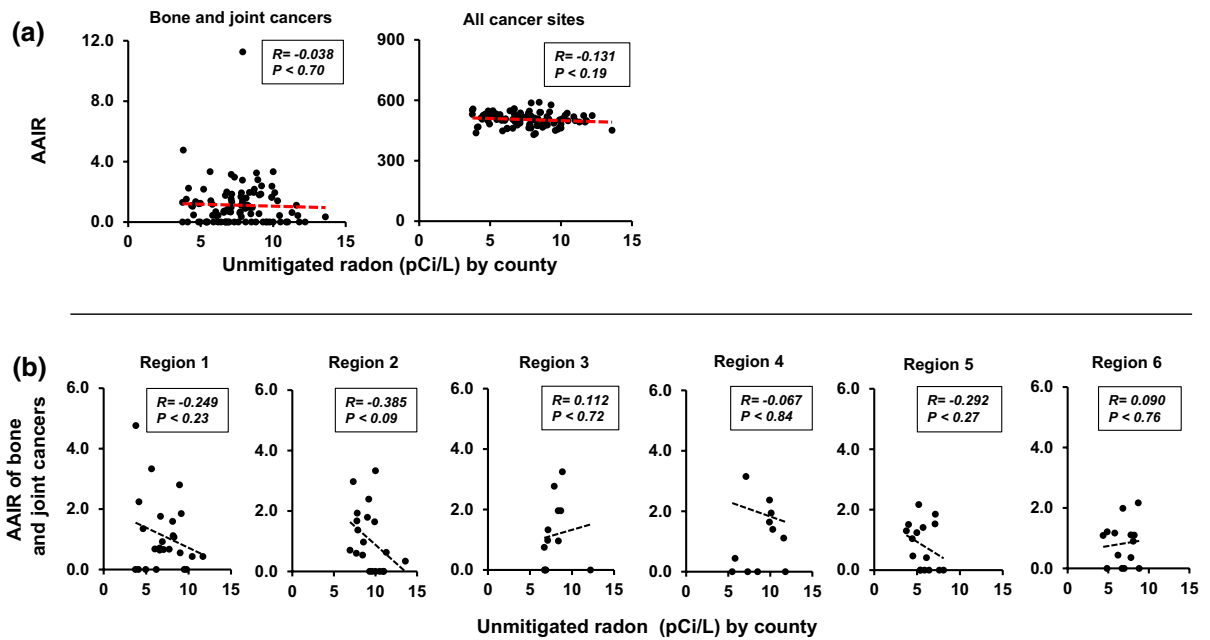 (a)
Bone and joint cancers
All cancer sites
12.0
8.0
4.0
0.0
AAIR
R= -0.038
P < 0.70
0 5 10 15
900
600
300
0
R= -0.131
P < 0.19
0 5 10 15
Unmitigated radon (pCi/L) by county
(b)
AAIR of bone
and joint cancers
Region 1
6.0
4.0
2.0
0.0
R= -0.249
P < 0.23
0 5 10 15
Region 2
6.0
4.0
2.0
0.0
R= -0.385
P < 0.09
0 5 10 15
Region 3
6.0
4.0
2.0
0.0
R= 0.112
P < 0.72
0 5 10 15
Region 4
6.0
4.0
2.0
0.0
R= -0.067
P < 0.84
0 5 10 15
Region 5
6.0
4.0
2.0
0.0
R= -0.292
P < 0.27
0 5 10 15
Region 6
6.0
4.0
2.0
0.0
R= 0.090
P < 0.76
0 5 10 15
Unmitigated radon (pCi/L) by county